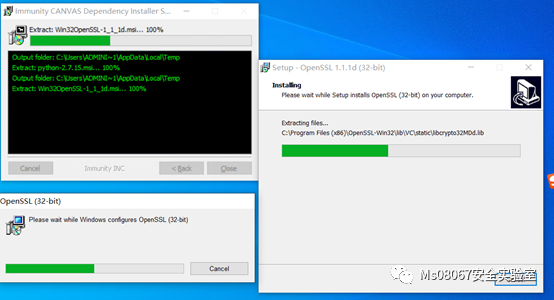 Immunity CANVAS Dependency Installer S...
Extract: Win32OpenSSL-1_1_1d.msi... 100%
Output folder: C:\Users\ADMINI~1\AppData\Local\Temp
Extract: python-2.7.15.msi... 100%
Output folder: C:\Users\ADMINI~1\AppData\Local\Temp
Extract: Win32OpenSSL-1_1_1d.msi... 100%
Cancel
Immunity INC
< Back
Close
OpenSSL (32-bit)
Please wait while Windows configures OpenSSL (32-bit)
Cancel
Setup - OpenSSL 1.1.1d (32-bit)
Installing
Please wait while Setup installs OpenSSL (32-bit) on your computer.
Extracting files...
C:\Program Files (x86)\OpenSSL-Win32\lib\VC\static\libcrypto32MDd.lib
Ms08067安全实验室